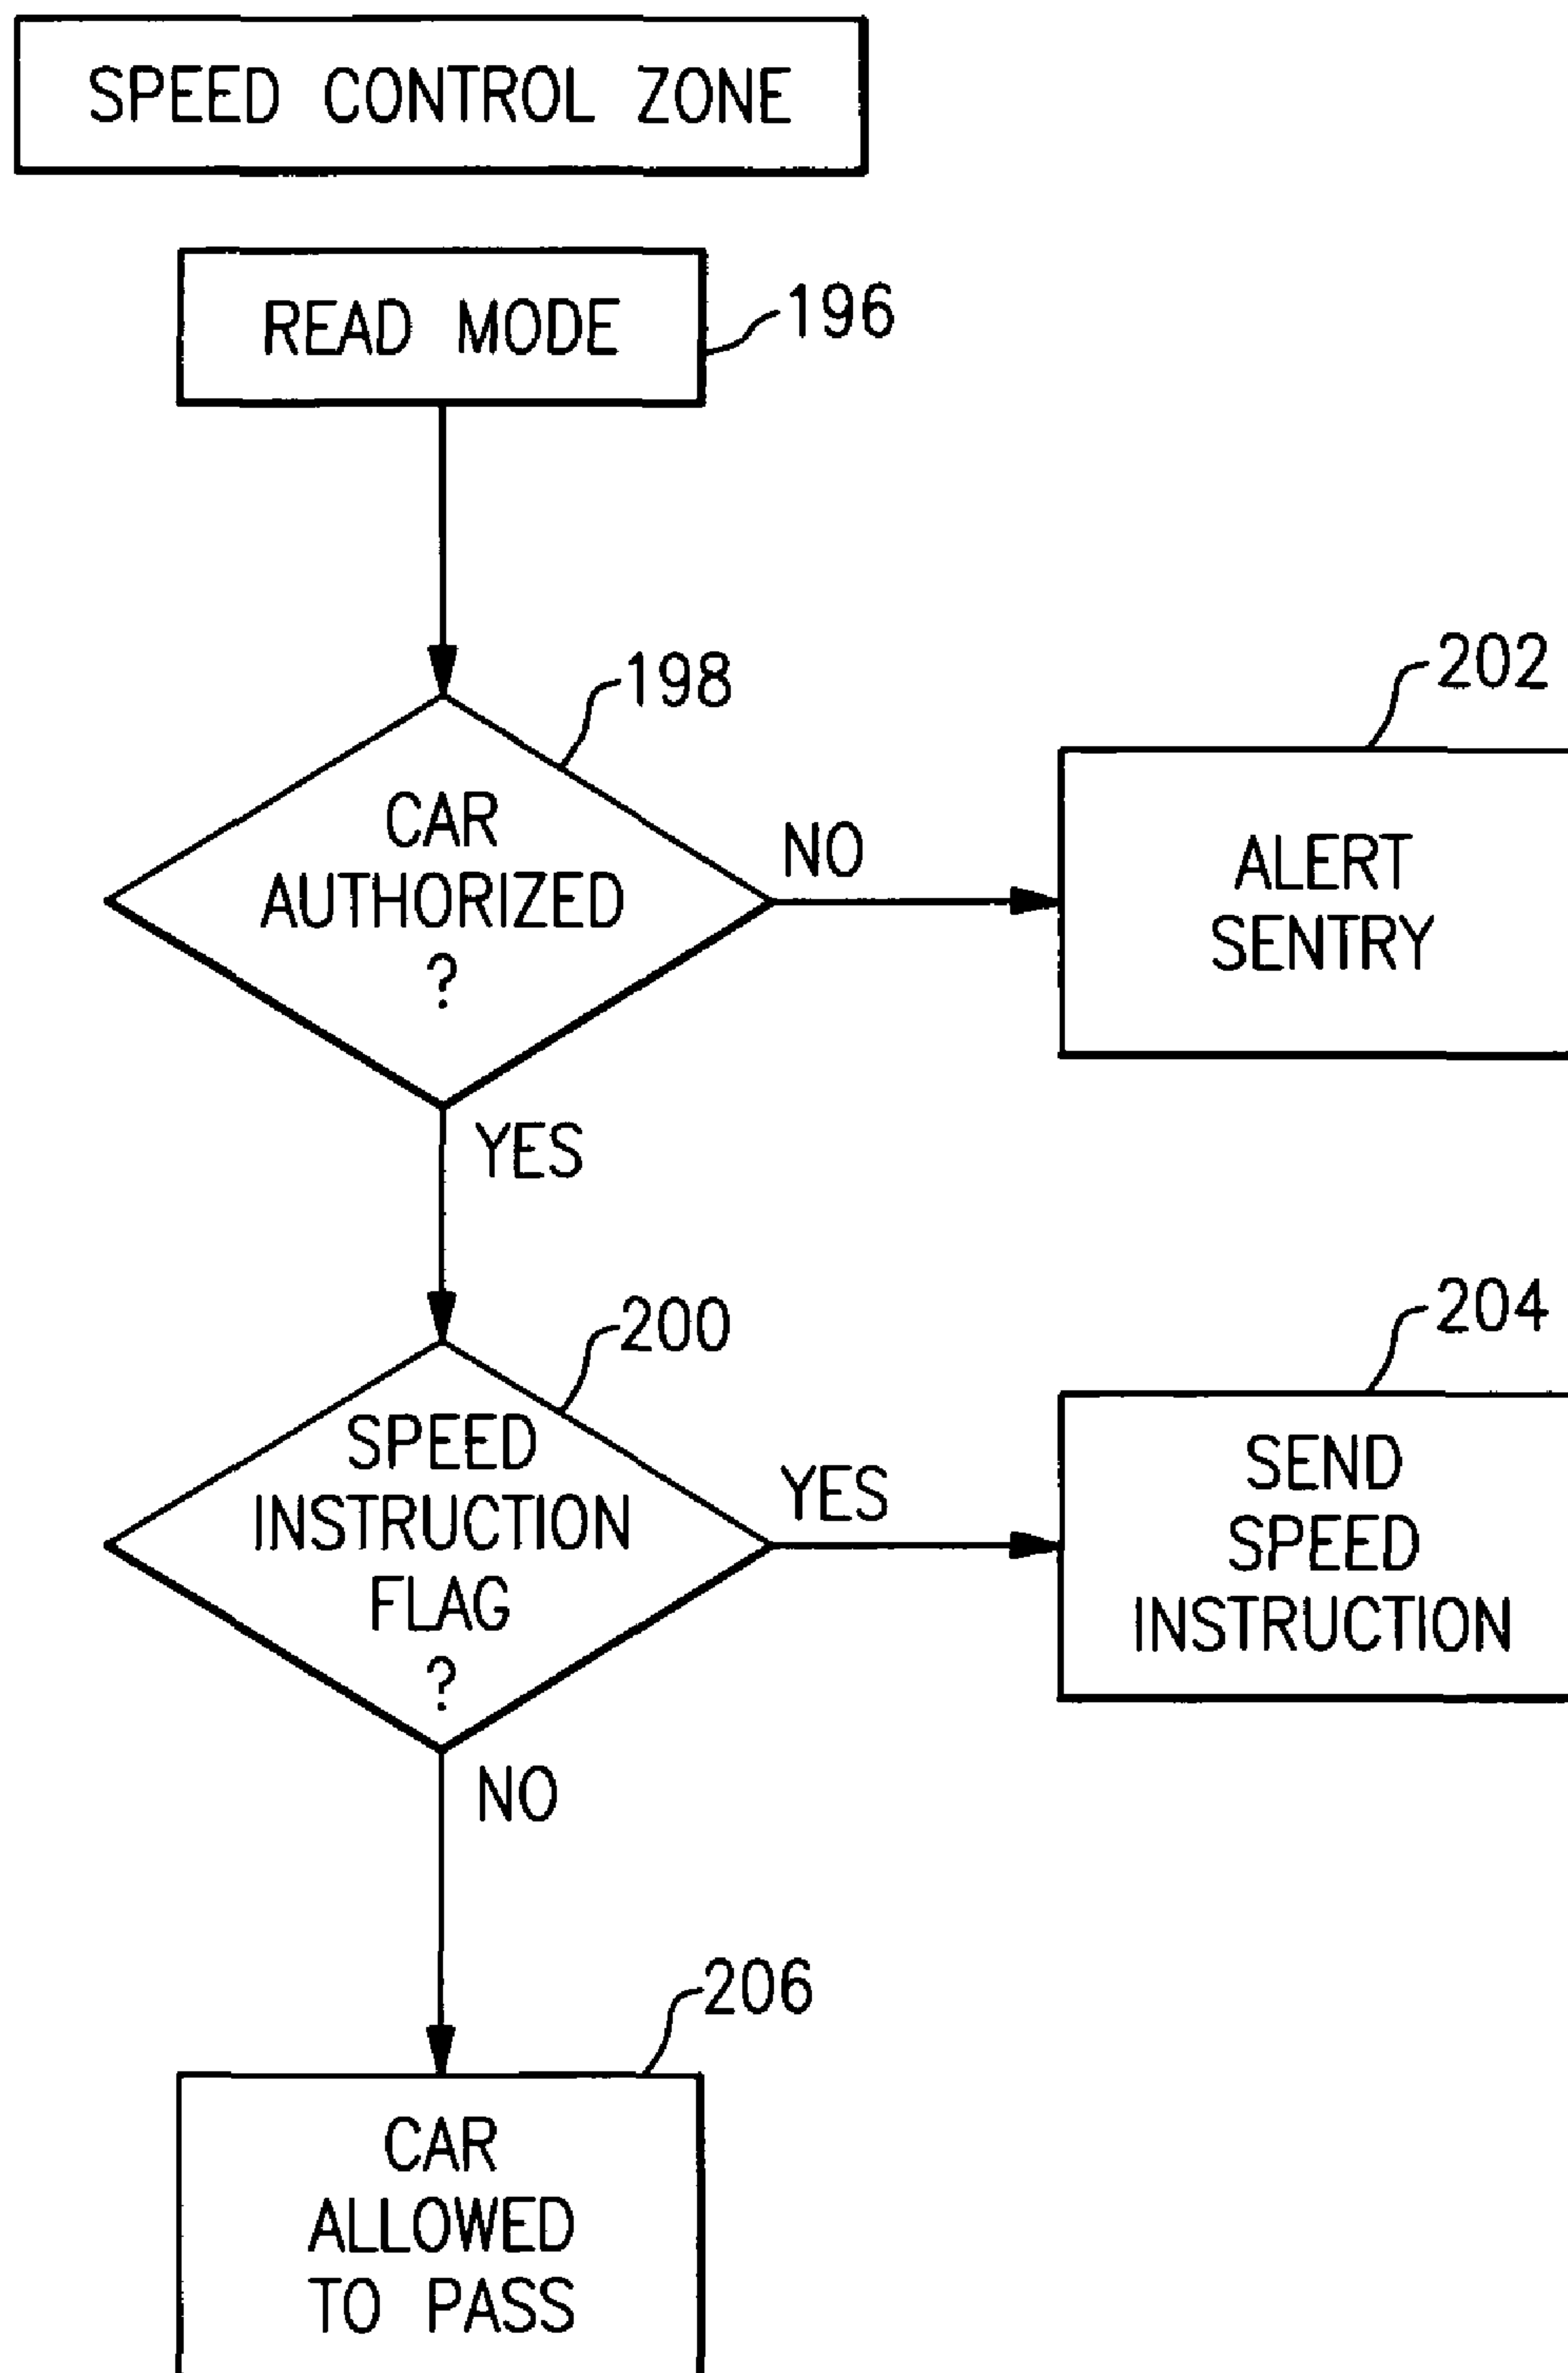 SPEED CONTROL ZONE
READ MODE
196
198
202
CAR
AUTHORIZED
?
NO
ALERT
SENTRY
YES
200
204
SPEED
INSTRUCTION
FLAG
?
YES
SEND
SPEED
INSTRUCTION
NO
206
CAR
ALLOWED
TO PASS